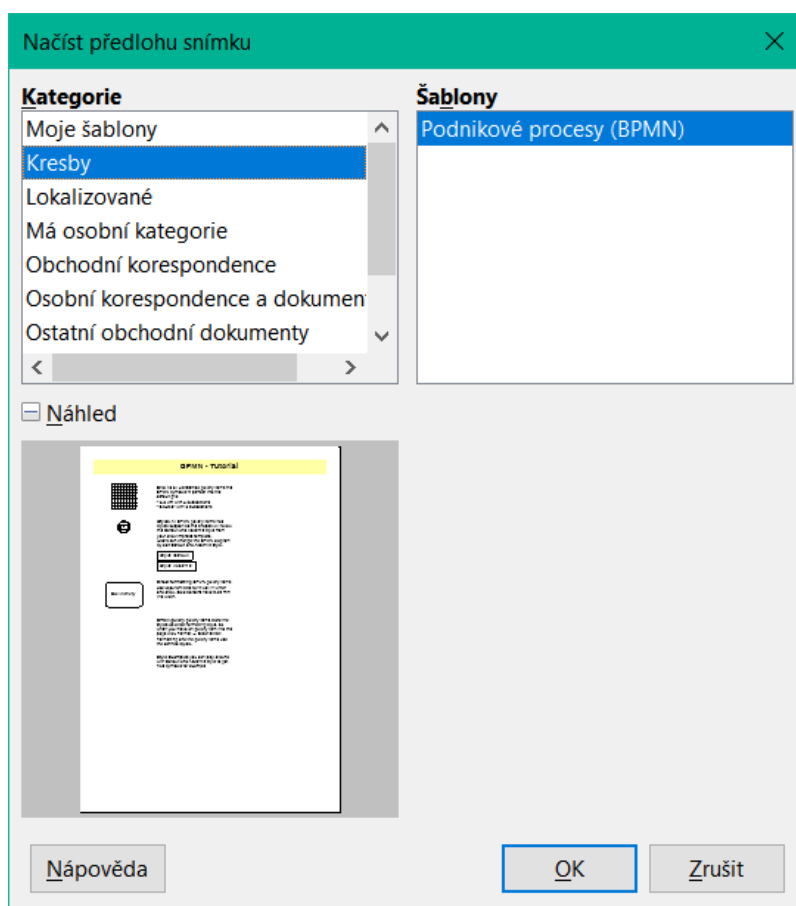 Načíst předlohu snímku
Kategorie
Moje šablony
Kresby
Lokalizované
Má osobní kategorie
Obchodní korespondence
Osobní korespondence a dokumen
Ostatní obchodní dokumenty
Šablony
Podnikové procesy (BPMN)
Náhled
BPMN - Tutorial
Nápověda
OK
Zrušit